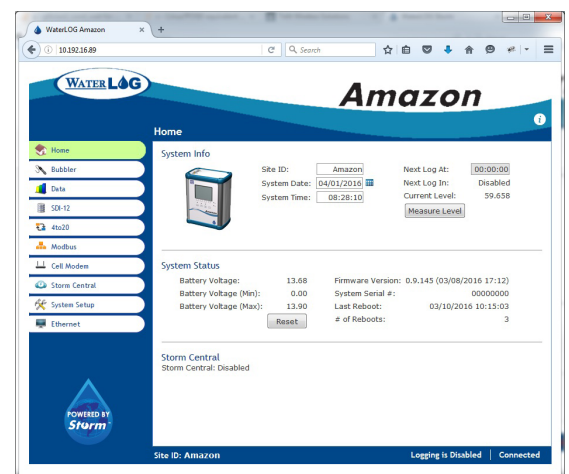 WaterLOG Amazon
10.192.16.89
Search
WATERLOG
Amazon
Home
Home
Bubbler
Data
SDI-12
4to20
Modbus
Cell Modem
Storm Central
System Setup
Ethernet
POWERED BY
Storm
System Info
Site ID: Amazon
System Date: 04/01/2016
System Time: 08:28:10
Next Log At: 00:00:00
Next Log In: Disabled
Current Level: 59.658
Measure Level
System Status
Battery Voltage: 13.68
Battery Voltage (Min): 0.00
Battery Voltage (Max): 13.90
Reset
Firmware Version: 0.9.145 (03/08/2016 17:12)
System Serial #: 00000000
Last Reboot: 03/10/2016 10:15:03
# of Reboots: 3
Storm Central
Storm Central: Disabled
Site ID: Amazon
Logging is Disabled | Connected